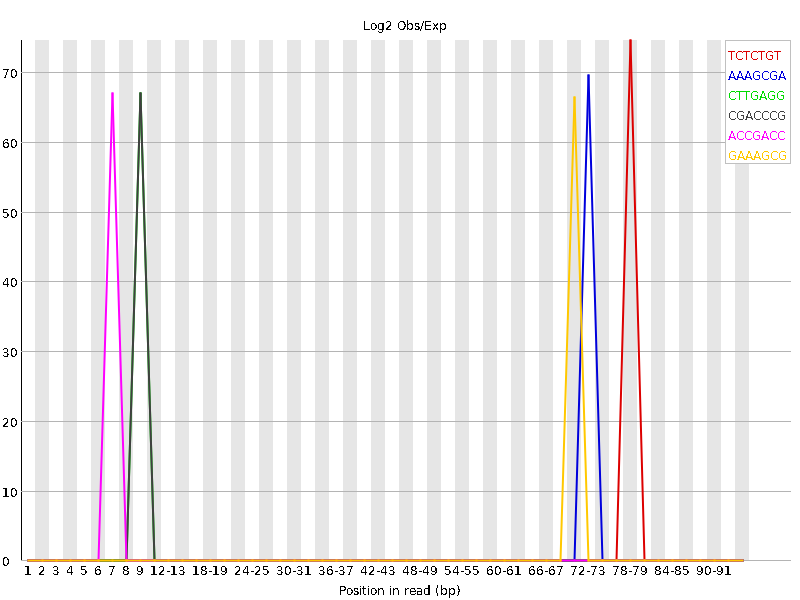 Log2 Obs/Exp
70
60
50
40
30
20
10
0
TCTCTGT
AAAGCGA
CTTGAGG
CGACCCG
ACCGACC
GAAAGCG
1 2 3 4 5 6 7 8 9 12-13 18-19 24-25 30-31 36-37 42-43 48-49 54-55 60-61 66-67 72-73 78-79 84-85 90-91
Position in read (bp)